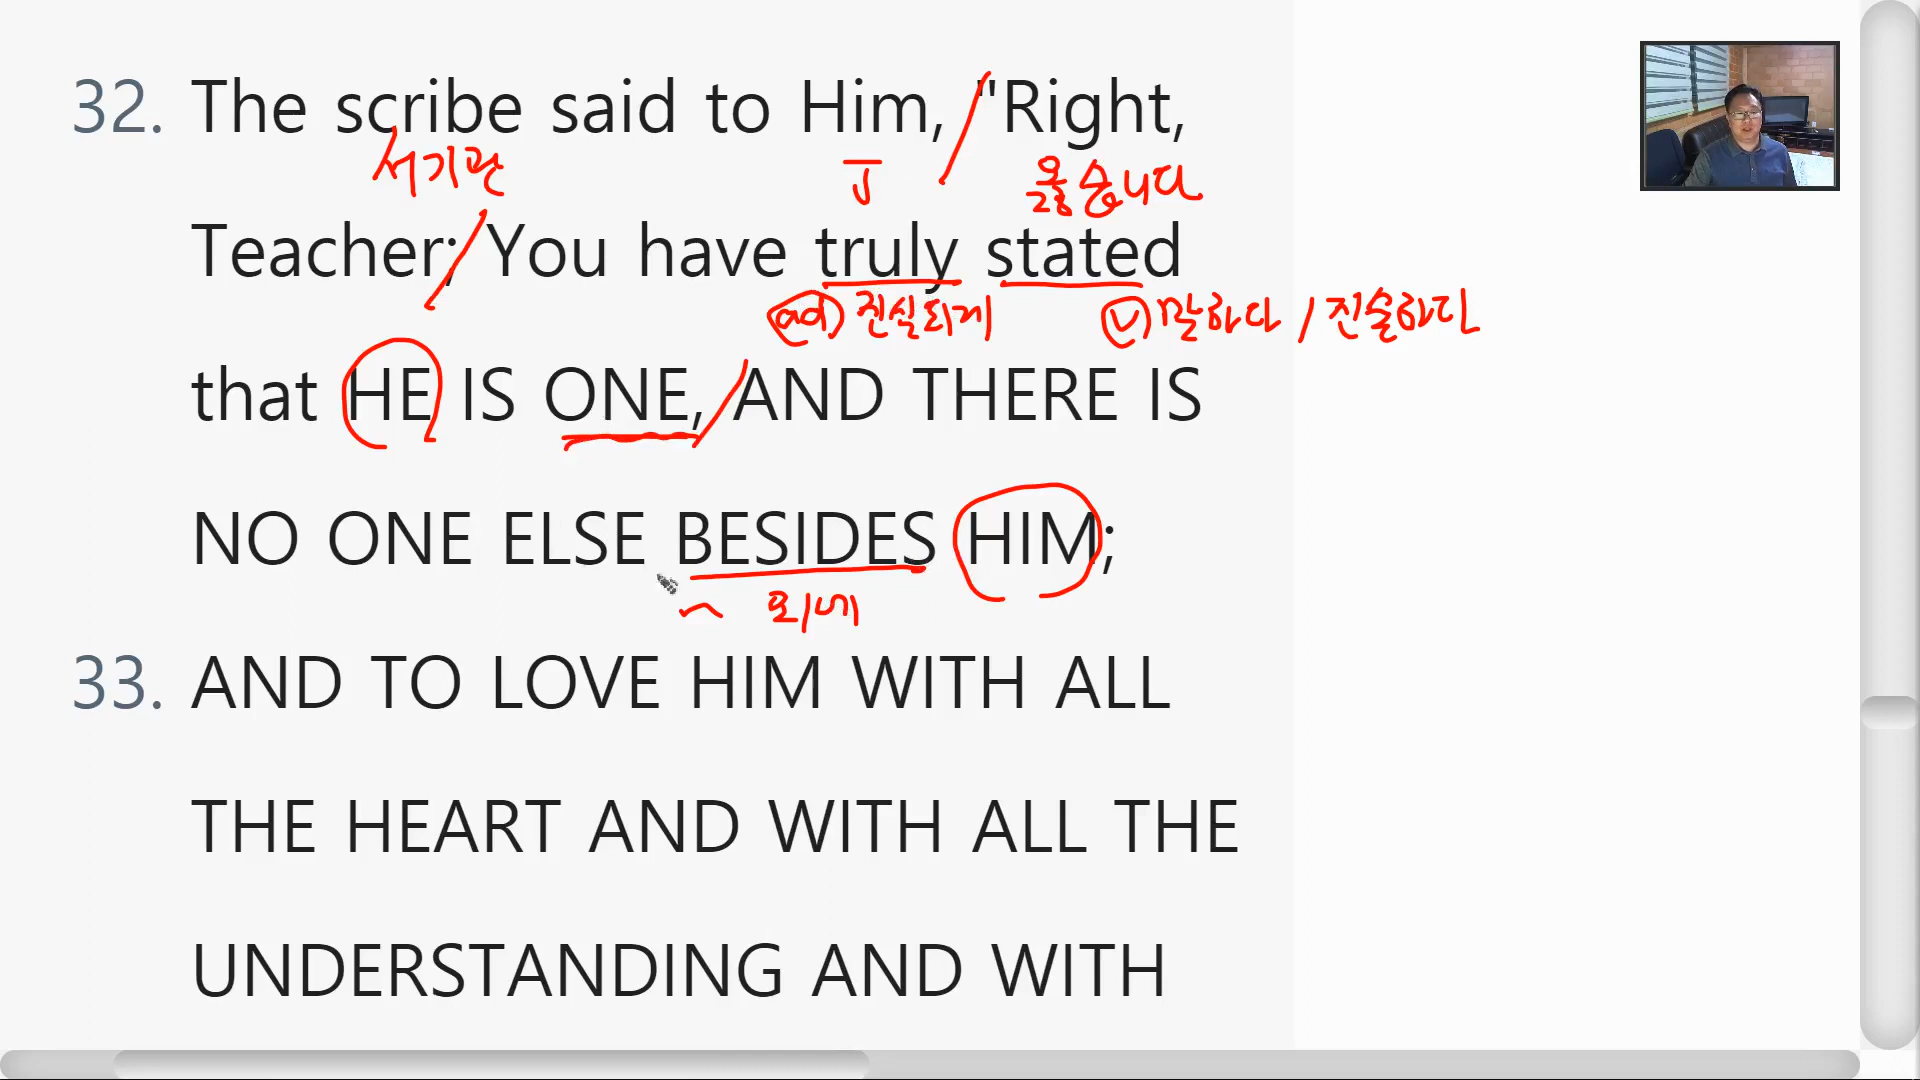 32. The scribe said to Him, "Right,
서기관 J 옳습니다
Teacher; You have truly stated
ad 진실되게 v 말하다 / 진술하다
that HE IS ONE, AND THERE IS
NO ONE ELSE BESIDES HIM;
~ 외에
33. AND TO LOVE HIM WITH ALL
THE HEART AND WITH ALL THE
UNDERSTANDING AND WITH